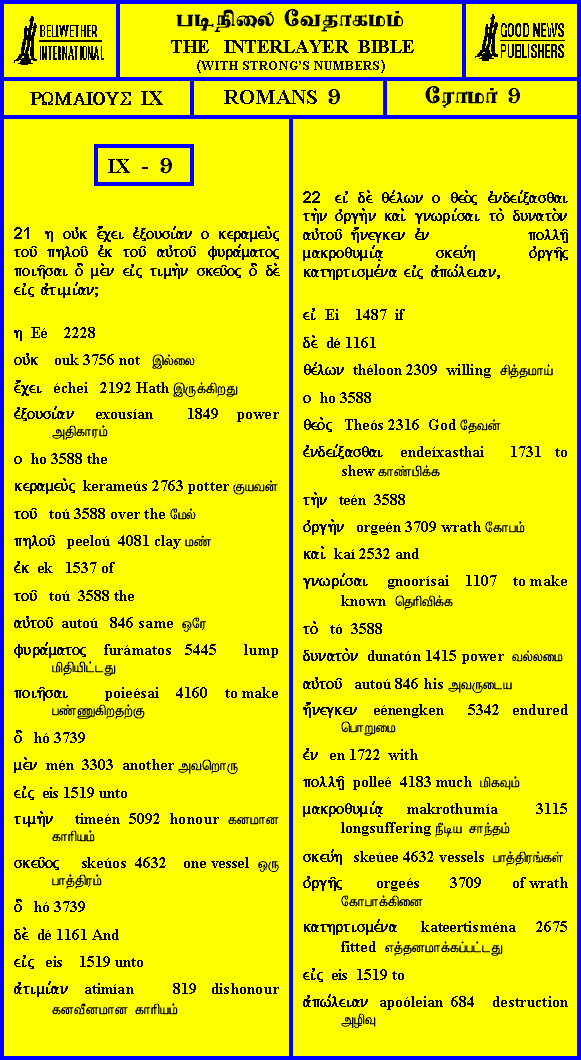 BELLWETHER
INTERNATIONAL
படிநிலை வேதாகமம்
THE INTERLAYER BIBLE
(WITH STRONG'S NUMBERS)
GOOD NEWS
PUBLISHERS
ΡΩΜΑΙΟΥΣ IX
ROMANS 9
ரோமர் 9
IX - 9
21 η οὐκ ἔχει ἐξουσίαν ο κεραμεὺς
τοῦ πηλοῦ ἐκ τοῦ αὐτοῦ φυράματος
ποιῆσαι ὃ μὲν εἰς τιμὴν σκεῦος ὃ δὲ
εἰς ἀτιμίαν;
η Eé 2228
οὐκ ouk 3756 not இல்லை
ἔχει échei 2192 Hath இருக்கிறது
ἐξουσίαν exousían 1849 power
அதிகாரம்
ο ho 3588 the
κεραμεὺς kerameús 2763 potter குயவன்
τοῦ toú 3588 over the மேல்
πηλοῦ peeloú 4081 clay மண்
ἐκ ek 1537 of
τοῦ toú 3588 the
αὐτοῦ autoú 846 same ஒரே
φυράματος furámatos 5445 lump
மிதியிட்டது
ποιῆσαι poieésai 4160 to make
பண்ணுகிறதற்கு
ὃ hó 3739
μὲν mén 3303 another அவறொரு
εἰς eis 1519 unto
τιμὴν timeén 5092 honour கனமான
காரியம்
σκεῦος skeúos 4632 one vessel ஒரு
பாத்திரம்
ὃ hó 3739
δὲ dé 1161 And
εἰς eis 1519 unto
ἀτιμίαν atimían 819 dishonour
கனவீனமான காரியம்
22 εἰ δὲ θέλων ο θεὸς ἐνδείξασθαι
τὴν ὀργὴν καὶ γνωρίσαι τὸ δυνατὸν
αὐτοῦ ἤνεγκεν ἐν πολλῇ
μακροθυμίᾳ σκεύη ὀργῆς
κατηρτισμένα εἰς ἀπώλειαν,
εἰ Ei 1487 if
δὲ dé 1161
θέλων théloon 2309 willing சித்தமாய்
ο ho 3588
θεὸς Theós 2316 God தேவன்
ἐνδείξασθαι endeíxasthai 1731 to
shew காண்பிக்க
τὴν teén 3588
ὀργὴν orgeén 3709 wrath கோபம்
καὶ kaí 2532 and
γνωρίσαι gnoorísai 1107 to make
known தெரிவிக்க
τὸ tó 3588
δυνατὸν dunatón 1415 power வல்லமை
αὐτοῦ autoú 846 his அவருடைய
ἤνεγκεν eénengken 5342 endured
பொறுமை
ἐν en 1722 with
πολλῇ polleé 4183 much மிகவும்
μακροθυμίᾳ makrothumía 3115
longsuffering நீடிய சாந்தம்
σκεύη skeúee 4632 vessels பாத்திரங்கள்
ὀργῆς orgeés 3709 of wrath
கோபாக்கினை
κατηρτισμένα kateertisména 2675
fitted எத்தனமாக்கப்பட்டது
εἰς eis 1519 to
ἀπώλειαν apoóleian 684 destruction
அழிவு